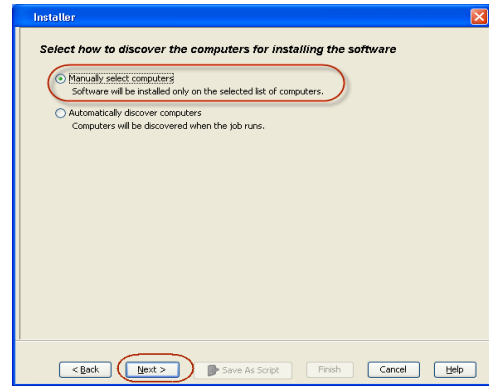 Installer
Select how to discover the computers for installing the software
Manually select computers
Software will be installed only on the selected list of computers.
Automatically discover computers
Computers will be discovered when the job runs.
< Back Next > Save As Script Finish Cancel Help